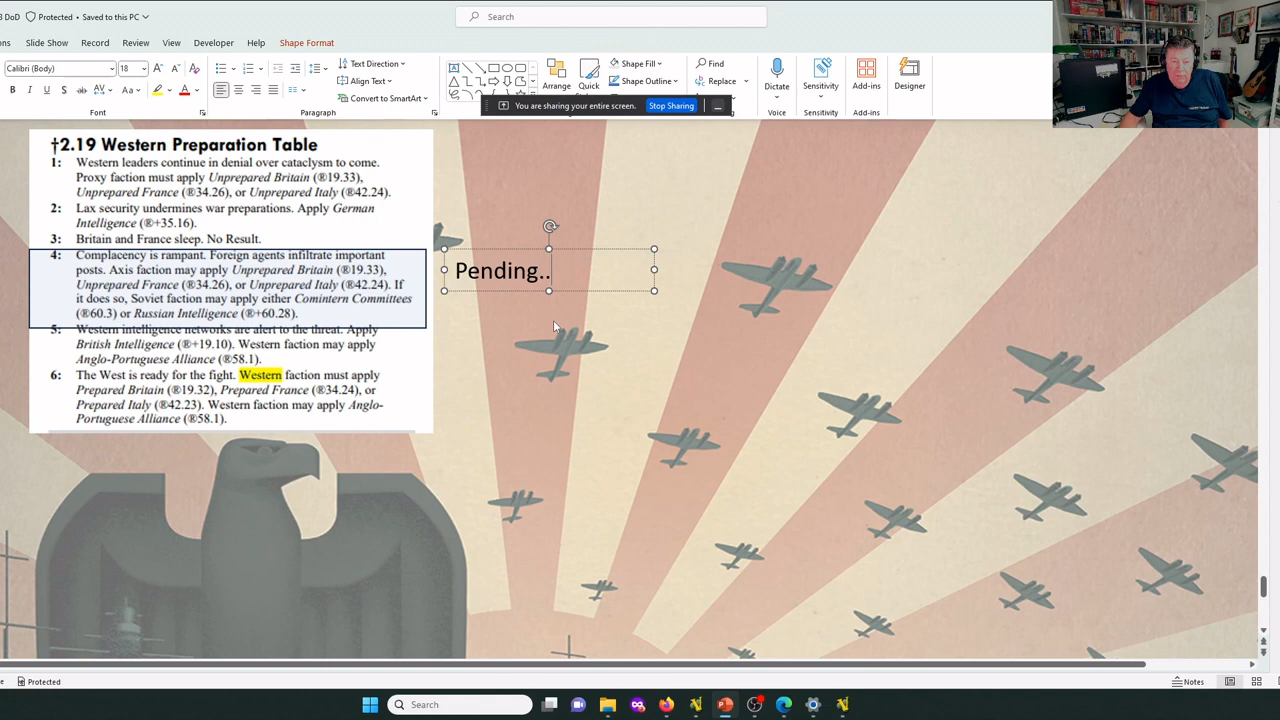 3 DoD Protected • Saved to this PC
Search
ns Slide Show Record Review View Developer Help Shape Format
Calibri (Body) 18
Text Direction
Align Text
Convert to SmartArt
Arrange
Quick
Shape Fill
Shape Outline
Find
Replace
Dictate
Sensitivity
Add-ins
Designer
You are sharing your entire screen. Stop Sharing
Font Paragraph Voice Sensitivity Add-ins
†2.19 Western Preparation Table
1: Western leaders continue in denial over cataclysm to come.
Proxy faction must apply Unprepared Britain (®19.33),
Unprepared France (®34.26), or Unprepared Italy (®42.24).
2: Lax security undermines war preparations. Apply German
Intelligence (®+35.16).
3: Britain and France sleep. No Result.
4: Complacency is rampant. Foreign agents infiltrate important
posts. Axis faction may apply Unprepared Britain (®19.33),
Unprepared France (®34.26), or Unprepared Italy (®42.24). If
it does so, Soviet faction may apply either Comintern Committees
(®60.3) or Russian Intelligence (®+60.28).
5: Western intelligence networks are alert to the threat. Apply
British Intelligence (®+19.10). Western faction may apply
Anglo-Portuguese Alliance (®58.1).
6: The West is ready for the fight. Western faction must apply
Prepared Britain (®19.32), Prepared France (®34.24), or
Prepared Italy (®42.23). Western faction may apply Anglo-
Portuguese Alliance (®58.1).
Pending..
Protected
Notes
Search